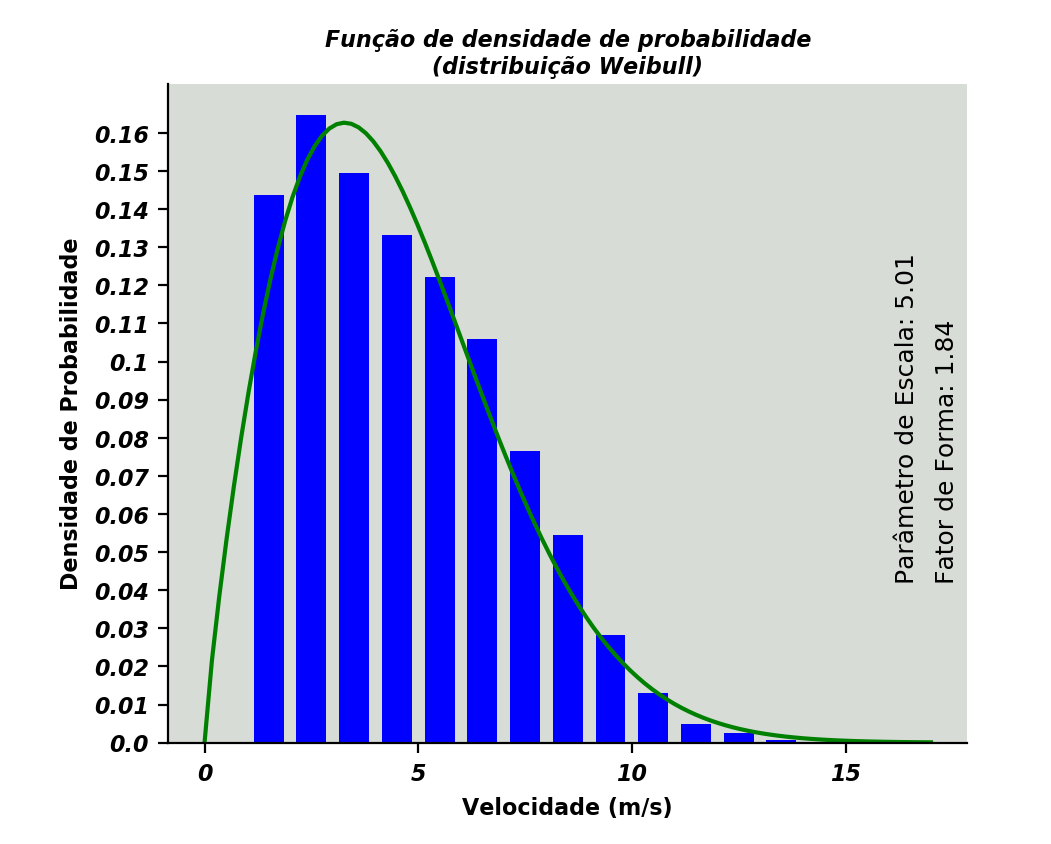 Função de densidade de probabilidade
(distribuição Weibull)
Densidade de Probabilidade
0.16
0.15
0.14
0.13
0.12
0.11
0.1
0.09
0.08
0.07
0.06
0.05
0.04
0.03
0.02
0.01
0.0
Parâmetro de Escala: 5.01
Fator de Forma: 1.84
0 5 10 15
Velocidade (m/s)